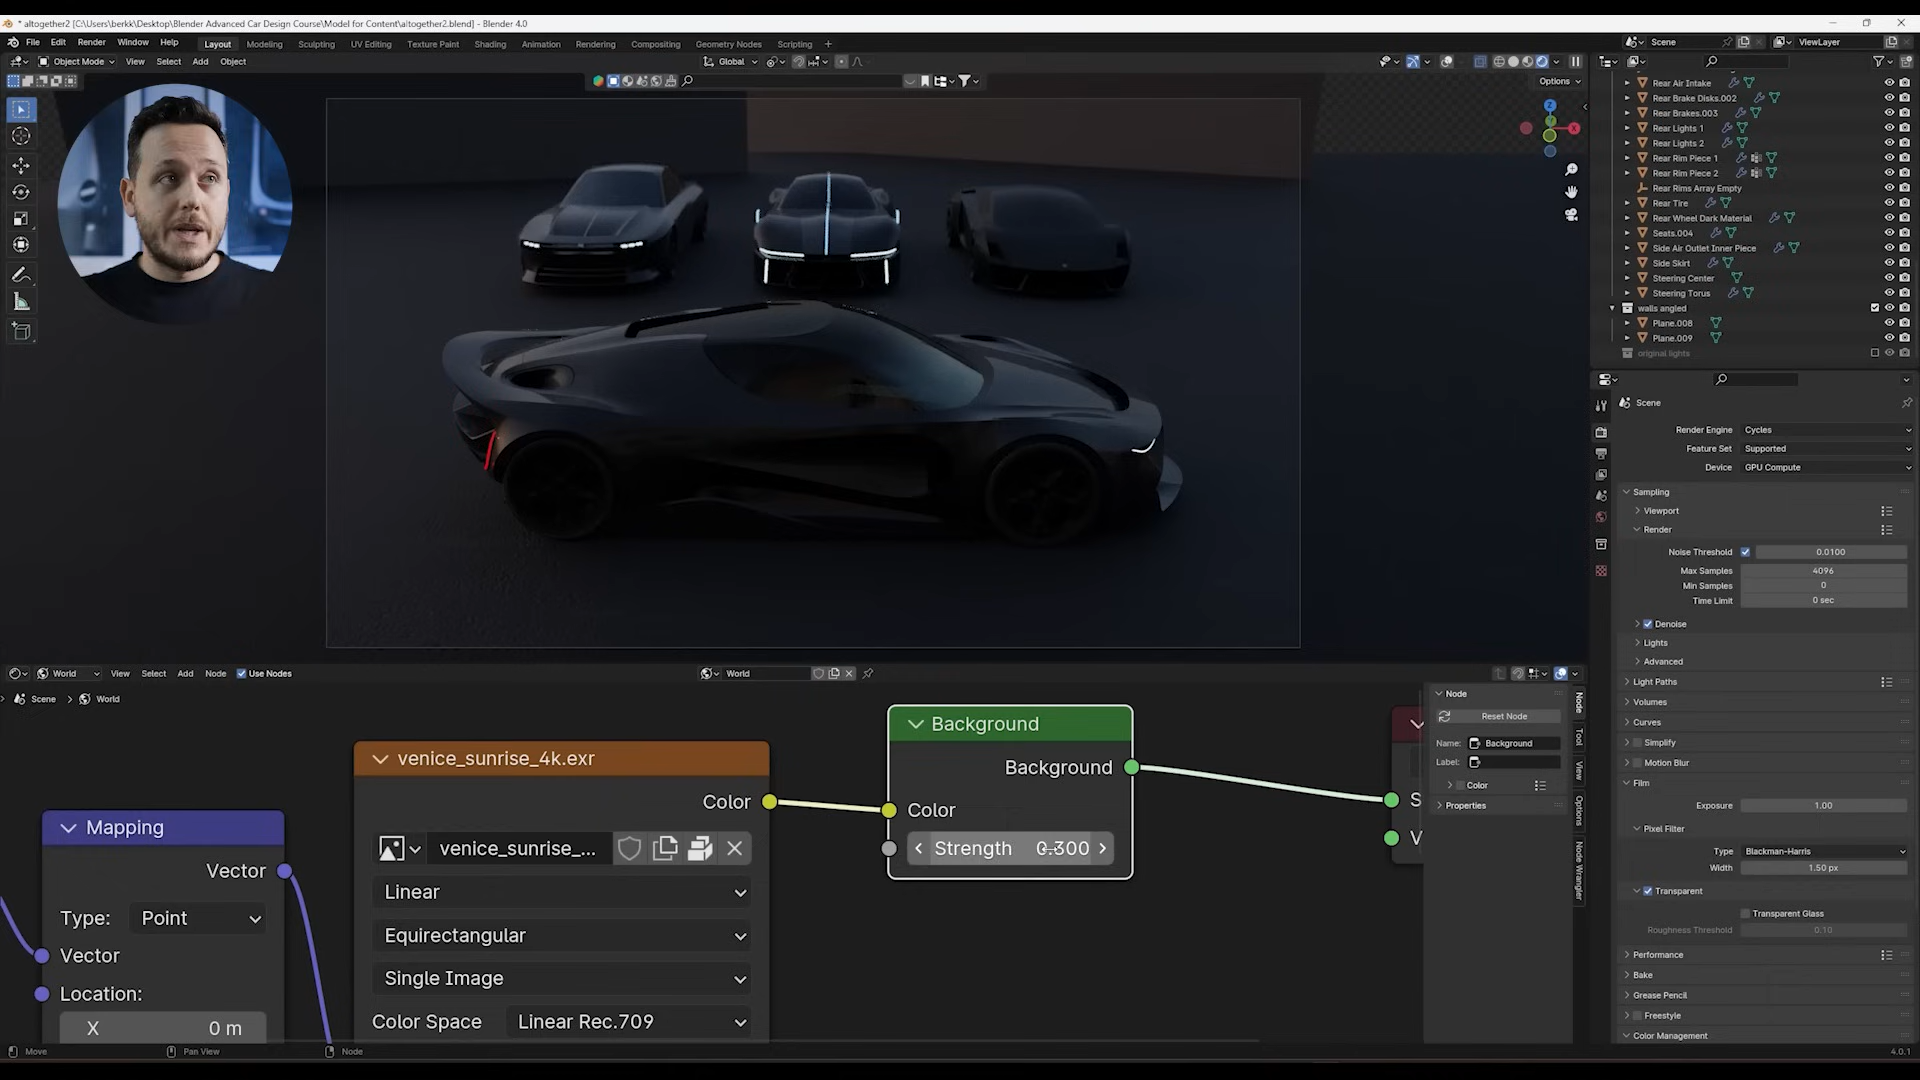 * altogether2 [C:\Users\berkk\Desktop\Blender Advanced Car Design Course\Model for Content\altogether2.blend] - Blender 4.0
File Edit Render Window Help Layout Modeling Sculpting UV Editing Texture Paint Shading Animation Rendering Compositing Geometry Nodes Scripting +
Scene ViewLayer
Object Mode View Select Add Object Global
Options
Z
X
Rear Air Intake
Rear Brake Disks.002
Rear Brakes.003
Rear Lights 1
Rear Lights 2
Rear Rim Piece 1
Rear Rim Piece 2
Rear Rims Array Empty
Rear Tire
Rear Wheel Dark Material
Seats.004
Side Air Outlet Inner Piece
Side Skirt
Steering Center
Steering Torus
walls angled
Plane.008
Plane.009
original lights
Scene
Render Engine Cycles
Feature Set Supported
Device GPU Compute
Sampling
Viewport
Render
Noise Threshold 0.0100
Max Samples 4096
Min Samples 0
Time Limit 0 sec
Denoise
Lights
Advanced
Light Paths
Volumes
Curves
Simplify
Motion Blur
Film
Exposure 1.00
Pixel Filter
Type Blackman-Harris
Width 1.50 px
Transparent
Transparent Glass
Roughness Threshold 0.10
Performance
Bake
Grease Pencil
Freestyle
Color Management
World View Select Add Node Use Nodes World
Scene > World
Mapping
Vector
Type: Point
Vector
Location:
X 0 m
venice_sunrise_4k.exr
Color
venice_sunrise_...
Linear
Equirectangular
Single Image
Color Space Linear Rec.709
Background
Background
Color
Strength 0.300
S
V
Node
Reset Node
Name: Background
Label:
Color
Properties
Node
Tool
View
Options
Node Wrangler
Move Pan View Node 4.0.1